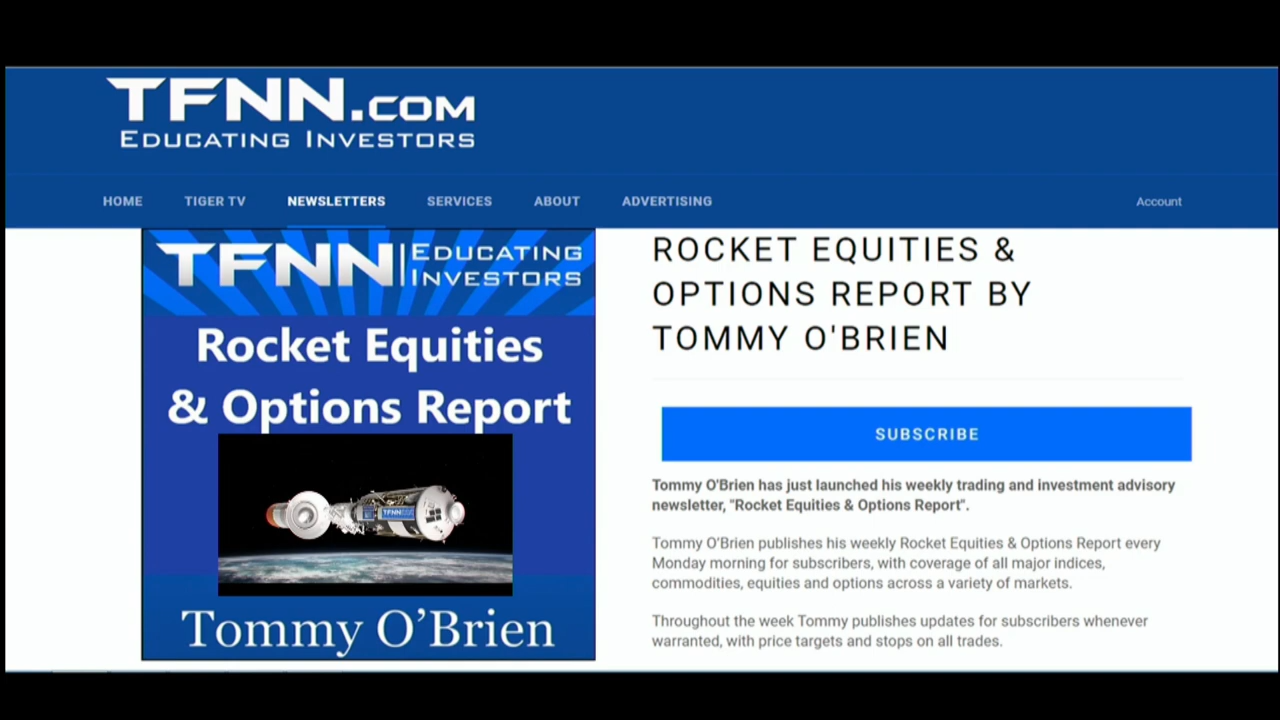 TFNN.COM
EDUCATING INVESTORS
HOME TIGER TV NEWSLETTERS SERVICES ABOUT ADVERTISING Account
TFNN EDUCATING
INVESTORS
Rocket Equities
& Options Report
TFNN
Tommy O’Brien
ROCKET EQUITIES &
OPTIONS REPORT BY
TOMMY O'BRIEN
SUBSCRIBE
Tommy O'Brien has just launched his weekly trading and investment advisory
newsletter, "Rocket Equities & Options Report".
Tommy O’Brien publishes his weekly Rocket Equities & Options Report every
Monday morning for subscribers, with coverage of all major indices,
commodities, equities and options across a variety of markets.
Throughout the week Tommy publishes updates for subscribers whenever
warranted, with price targets and stops on all trades.